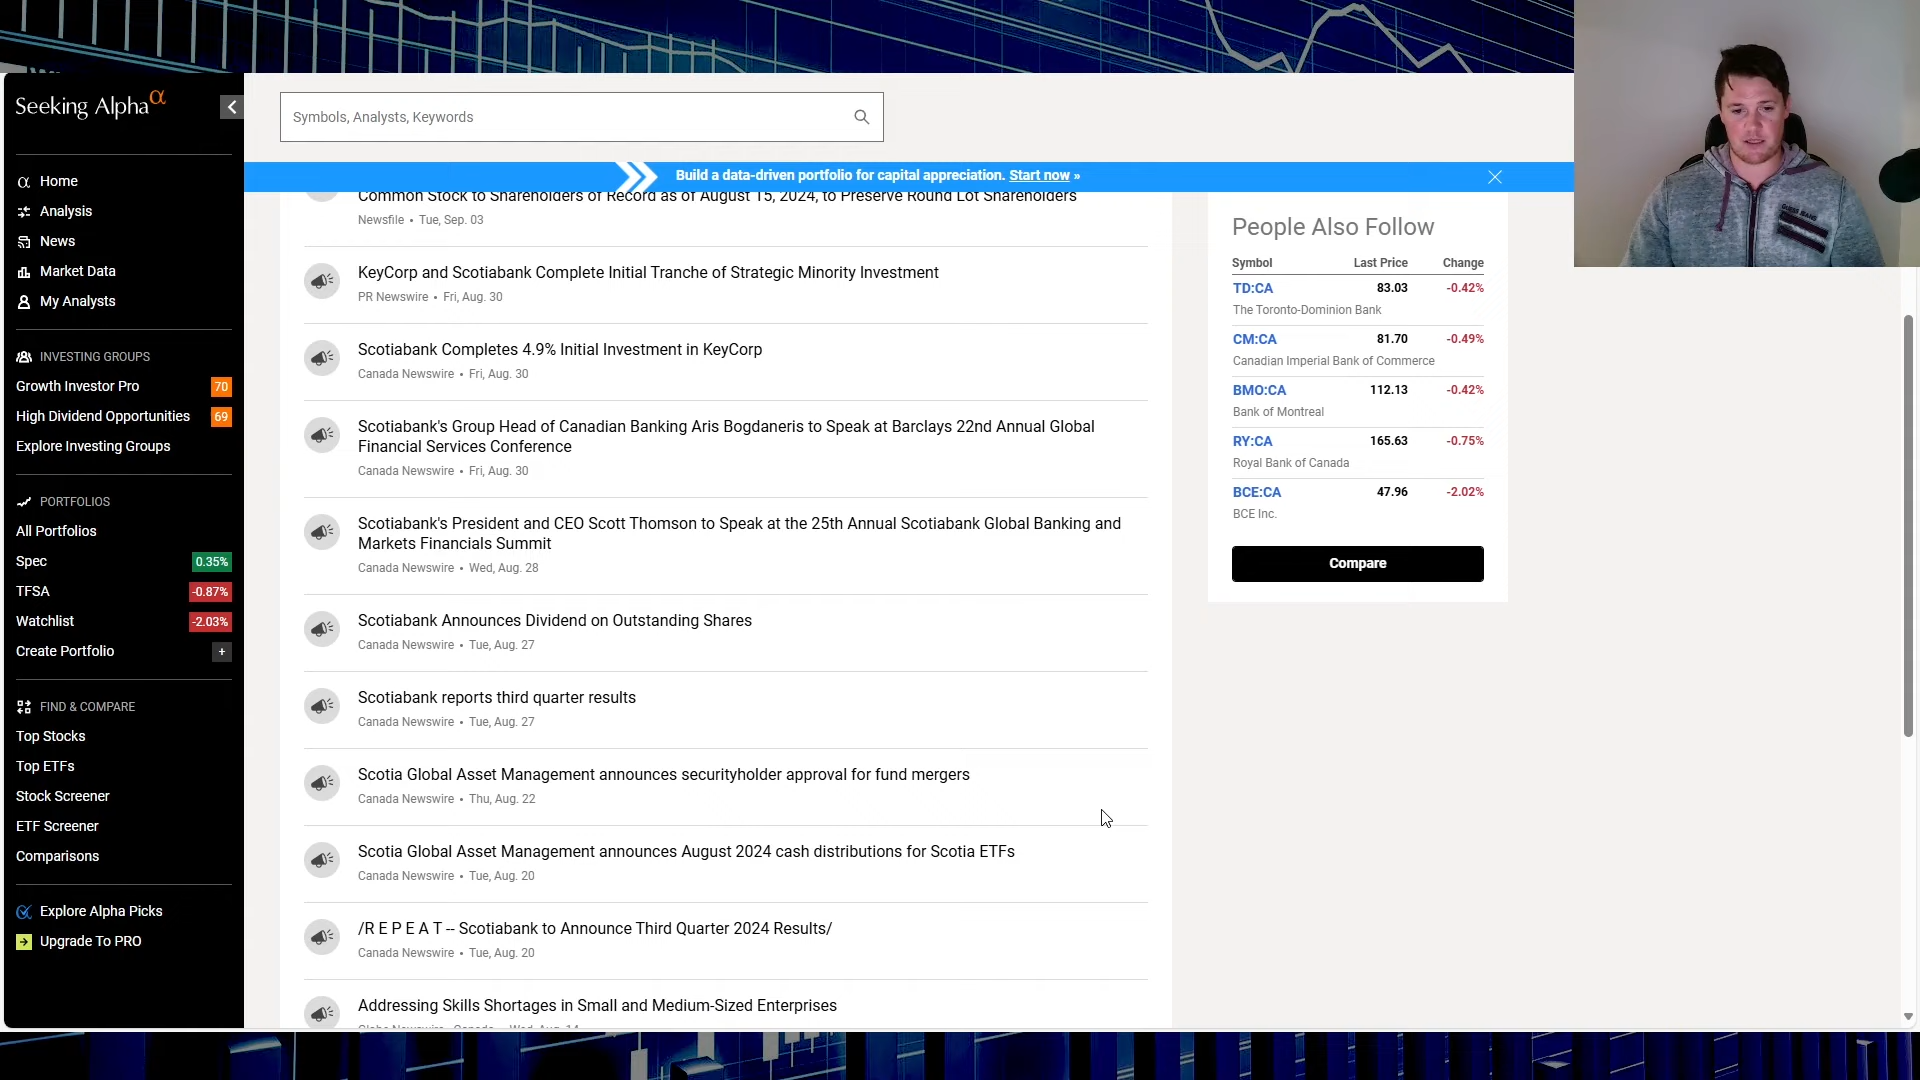 Seeking Alpha α
Home
Analysis
News
Market Data
My Analysts
INVESTING GROUPS
Growth Investor Pro 70
High Dividend Opportunities 69
Explore Investing Groups
PORTFOLIOS
All Portfolios
Spec 0.35%
TFSA -0.87%
Watchlist -2.03%
Create Portfolio +
FIND & COMPARE
Top Stocks
Top ETFs
Stock Screener
ETF Screener
Comparisons
Explore Alpha Picks
Upgrade To PRO
Symbols, Analysts, Keywords
Build a data-driven portfolio for capital appreciation. Start now »
Common Stock to Shareholders of Record as of August 15, 2024, to Preserve Round Lot Shareholders
Newsfile • Tue, Sep. 03
KeyCorp and Scotiabank Complete Initial Tranche of Strategic Minority Investment
PR Newswire • Fri, Aug. 30
Scotiabank Completes 4.9% Initial Investment in KeyCorp
Canada Newswire • Fri, Aug. 30
Scotiabank's Group Head of Canadian Banking Aris Bogdaneris to Speak at Barclays 22nd Annual Global
Financial Services Conference
Canada Newswire • Fri, Aug. 30
Scotiabank's President and CEO Scott Thomson to Speak at the 25th Annual Scotiabank Global Banking and
Markets Financials Summit
Canada Newswire • Wed, Aug. 28
Scotiabank Announces Dividend on Outstanding Shares
Canada Newswire • Tue, Aug. 27
Scotiabank reports third quarter results
Canada Newswire • Tue, Aug. 27
Scotia Global Asset Management announces securityholder approval for fund mergers
Canada Newswire • Thu, Aug. 22
Scotia Global Asset Management announces August 2024 cash distributions for Scotia ETFs
Canada Newswire • Tue, Aug. 20
/R E P E A T -- Scotiabank to Announce Third Quarter 2024 Results/
Canada Newswire • Tue, Aug. 20
Addressing Skills Shortages in Small and Medium-Sized Enterprises
People Also Follow
Symbol Last Price Change
TD:CA 83.03 -0.42%
The Toronto-Dominion Bank
CM:CA 81.70 -0.49%
Canadian Imperial Bank of Commerce
BMO:CA 112.13 -0.42%
Bank of Montreal
RY:CA 165.63 -0.75%
Royal Bank of Canada
BCE:CA 47.96 -2.02%
BCE Inc.
Compare